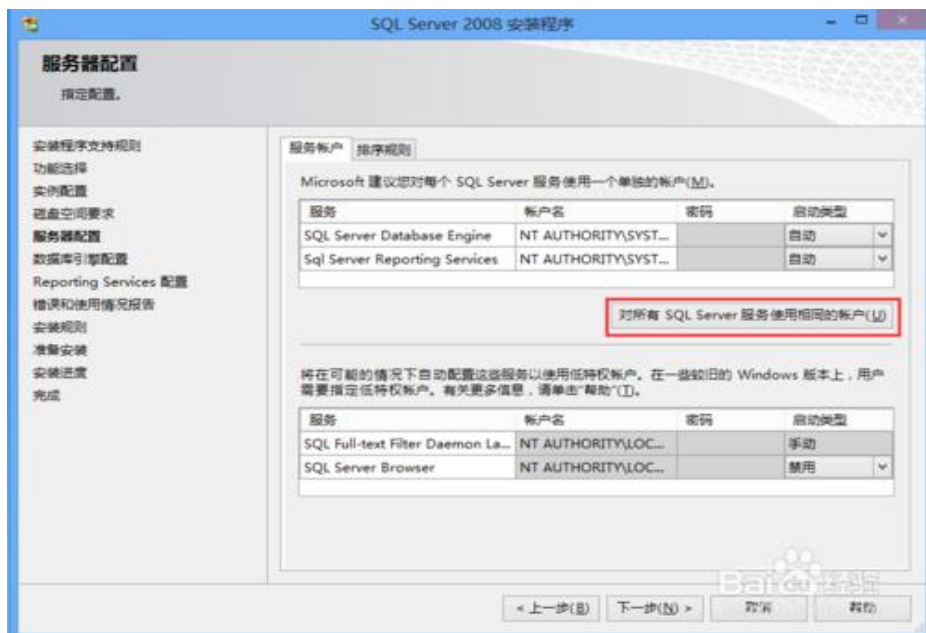 SQL Server 2008 安装程序
服务器配置
指定配置。
安装程序支持规则
功能选择
实例配置
磁盘空间要求
服务器配置
数据库引擎配置
Reporting Services 配置
错误和使用情况报告
安装规则
准备安装
安装进度
完成
服务帐户 排序规则
Microsoft 建议您对每个 SQL Server 服务使用一个单独的帐户(M)。
服务 帐户名 密码 启动类型
SQL Server Database Engine NT AUTHORITY\SYST... 自动
Sql Server Reporting Services NT AUTHORITY\SYST... 自动
对所有 SQL Server 服务使用相同的帐户(U)
将在可能的情况下自动配置这些服务以使用低特权帐户。在一些较旧的 Windows 版本上，用户
需要指定低特权帐户。有关更多信息，请单击“帮助”(T)。
服务 帐户名 密码 启动类型
SQL Full-text Filter Daemon La... NT AUTHORITY\LOC... 手动
SQL Server Browser NT AUTHORITY\LOC... 禁用
Baidu 经验
< 上一步(B) 下一步(N) > 取消 帮助